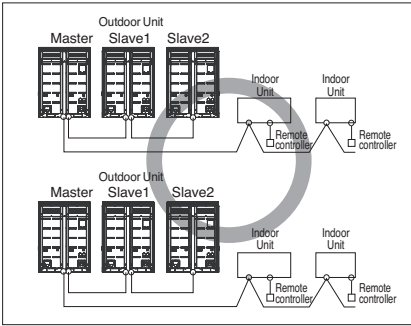 Outdoor Unit
Master Slave1 Slave2
Indoor Unit
Indoor Unit
Remote controller
Remote controller
Outdoor Unit
Master Slave1 Slave2
Indoor Unit
Indoor Unit
Remote controller
Remote controller